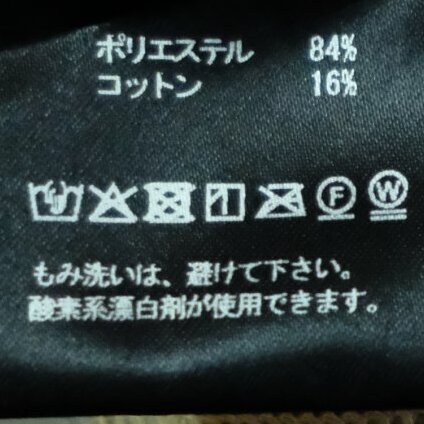 ポリエステル 84%
コットン 16%
F W
もみ洗いは、避けて下さい。
酸素系漂白剤が使用できます。